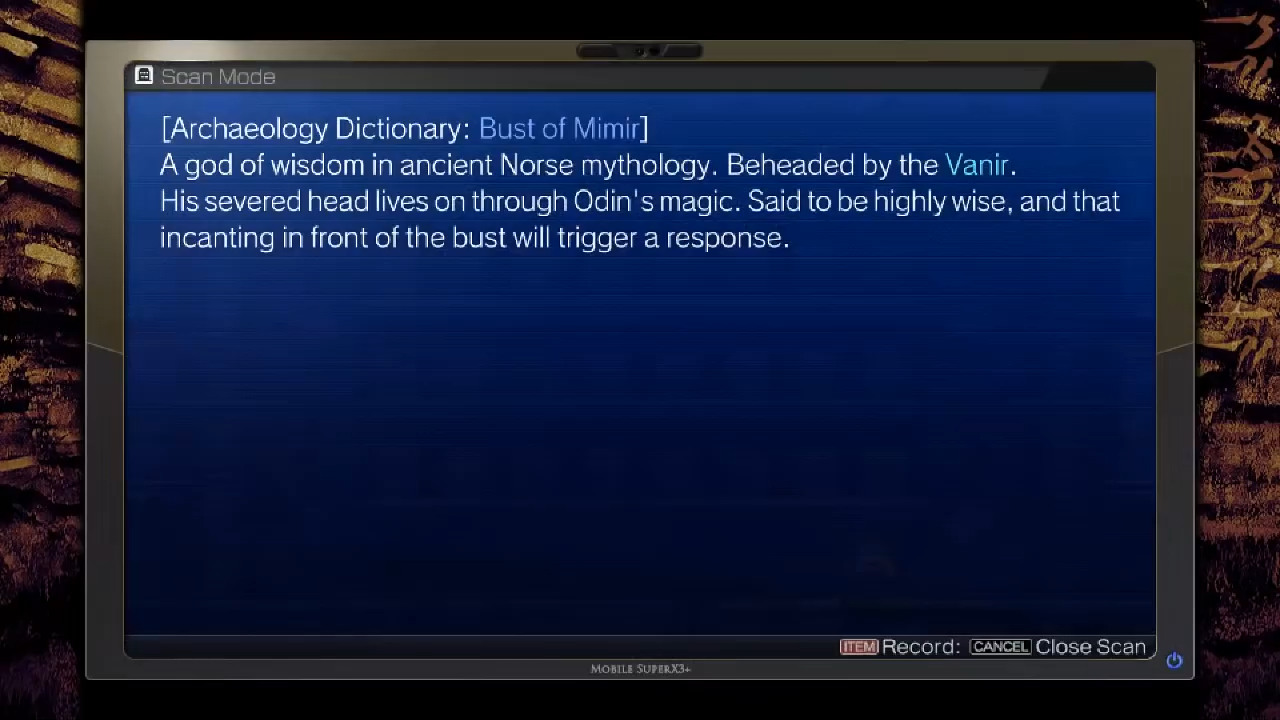 Scan Mode
[Archaeology Dictionary: Bust of Mimir]
A god of wisdom in ancient Norse mythology. Beheaded by the Vanir.
His severed head lives on through Odin's magic. Said to be highly wise, and that
incanting in front of the bust will trigger a response.
ITEM Record: CANCEL Close Scan
MOBILE SUPERX3+